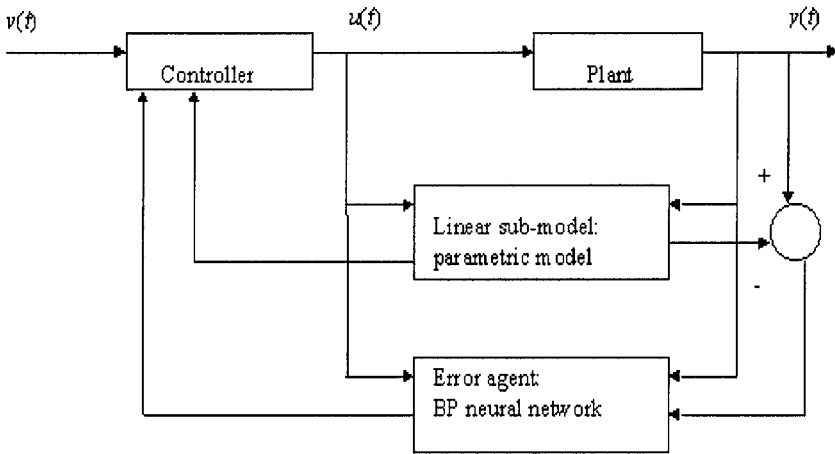 v(t)
u(t)
y(t)
Controller
Plant
+
Linear sub-model:
parametric model
-
Error agent:
BP neural network